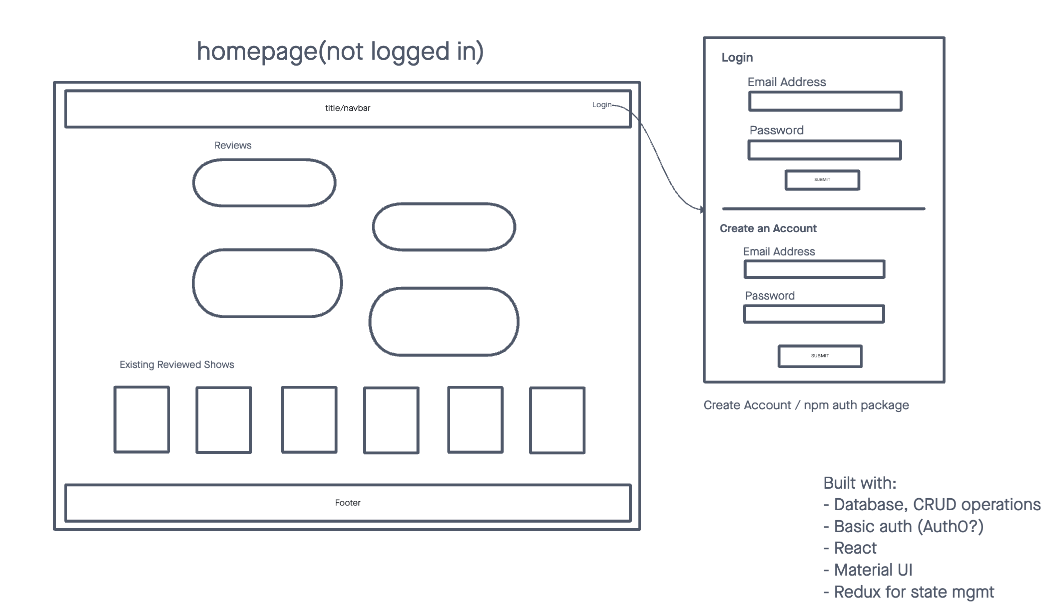 homepage(not logged in)
title/navbar
Login
Reviews
Existing Reviewed Shows
Footer
Login
Email Address
Password
SUBMIT
Create an Account
Email Address
Password
SUBMIT
Create Account / npm auth package
Built with:
- Database, CRUD operations
- Basic auth (Auth0?)
- React
- Material UI
- Redux for state mgmt